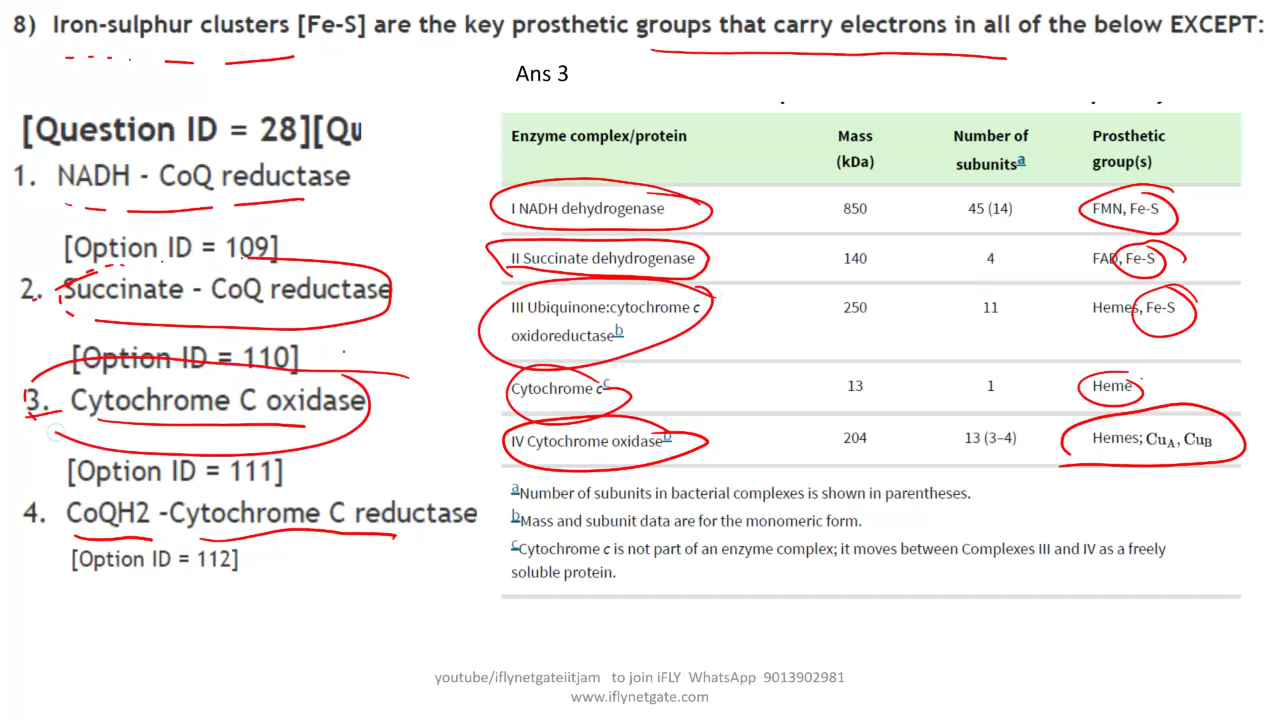 8) Iron-sulphur clusters [Fe-S] are the key prosthetic groups that carry electrons in all of the below EXCEPT:
Ans 3
[Question ID = 28][Qu
1. NADH - CoQ reductase
[Option ID = 109]
2. Succinate - CoQ reductase
[Option ID = 110]
3. Cytochrome C oxidase
[Option ID = 111]
4. CoQH2 -Cytochrome C reductase
[Option ID = 112]
Enzyme complex/protein Mass (kDa) Number of subunitsa Prosthetic group(s)
I NADH dehydrogenase 850 45 (14) FMN, Fe-S
II Succinate dehydrogenase 140 4 FAD, Fe-S
III Ubiquinone:cytochrome c 250 11 Hemes, Fe-S
oxidoreductaseb
Cytochrome cc 13 1 Heme
IV Cytochrome oxidaseb 204 13 (3–4) Hemes; CuA, CuB
aNumber of subunits in bacterial complexes is shown in parentheses.
bMass and subunit data are for the monomeric form.
cCytochrome c is not part of an enzyme complex; it moves between Complexes III and IV as a freely
soluble protein.
youtube/iflynetgateiitjam to join iFLY WhatsApp 9013902981
www.iflynetgate.com